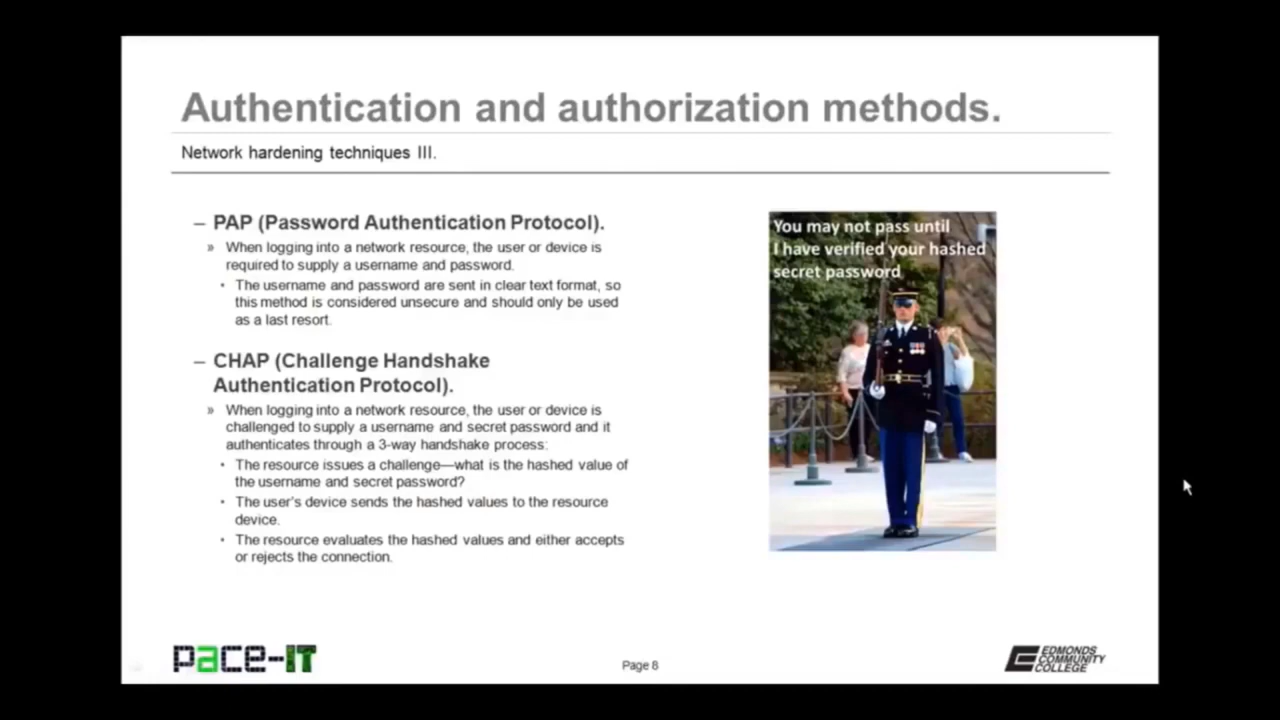 Authentication and authorization methods.
Network hardening techniques III.
– PAP (Password Authentication Protocol).
» When logging into a network resource, the user or device is
required to supply a username and password.
• The username and password are sent in clear text format, so
this method is considered unsecure and should only be used
as a last resort.
– CHAP (Challenge Handshake
Authentication Protocol).
» When logging into a network resource, the user or device is
challenged to supply a username and secret password and it
authenticates through a 3-way handshake process:
• The resource issues a challenge—what is the hashed value of
the username and secret password?
• The user's device sends the hashed values to the resource
device.
• The resource evaluates the hashed values and either accepts
or rejects the connection.
You may not pass until
I have verified your hashed
secret password
pace-IT
Page 8
EDMONDS
COMMUNITY
COLLEGE